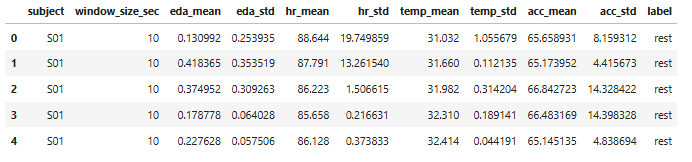 subject window_size_sec eda_mean eda_std hr_mean hr_std temp_mean temp_std acc_mean acc_std label
0 S01 10 0.130992 0.253935 88.644 19.749859 31.032 1.055679 65.658931 8.159312 rest
1 S01 10 0.418365 0.353519 87.791 13.261540 31.660 0.112135 65.173952 4.415673 rest
2 S01 10 0.374952 0.309263 86.223 1.506615 31.982 0.314204 66.842723 14.328422 rest
3 S01 10 0.178778 0.064028 85.658 0.216631 32.310 0.189141 66.483169 14.398328 rest
4 S01 10 0.227628 0.057506 86.128 0.373833 32.414 0.044191 65.145135 4.838694 rest